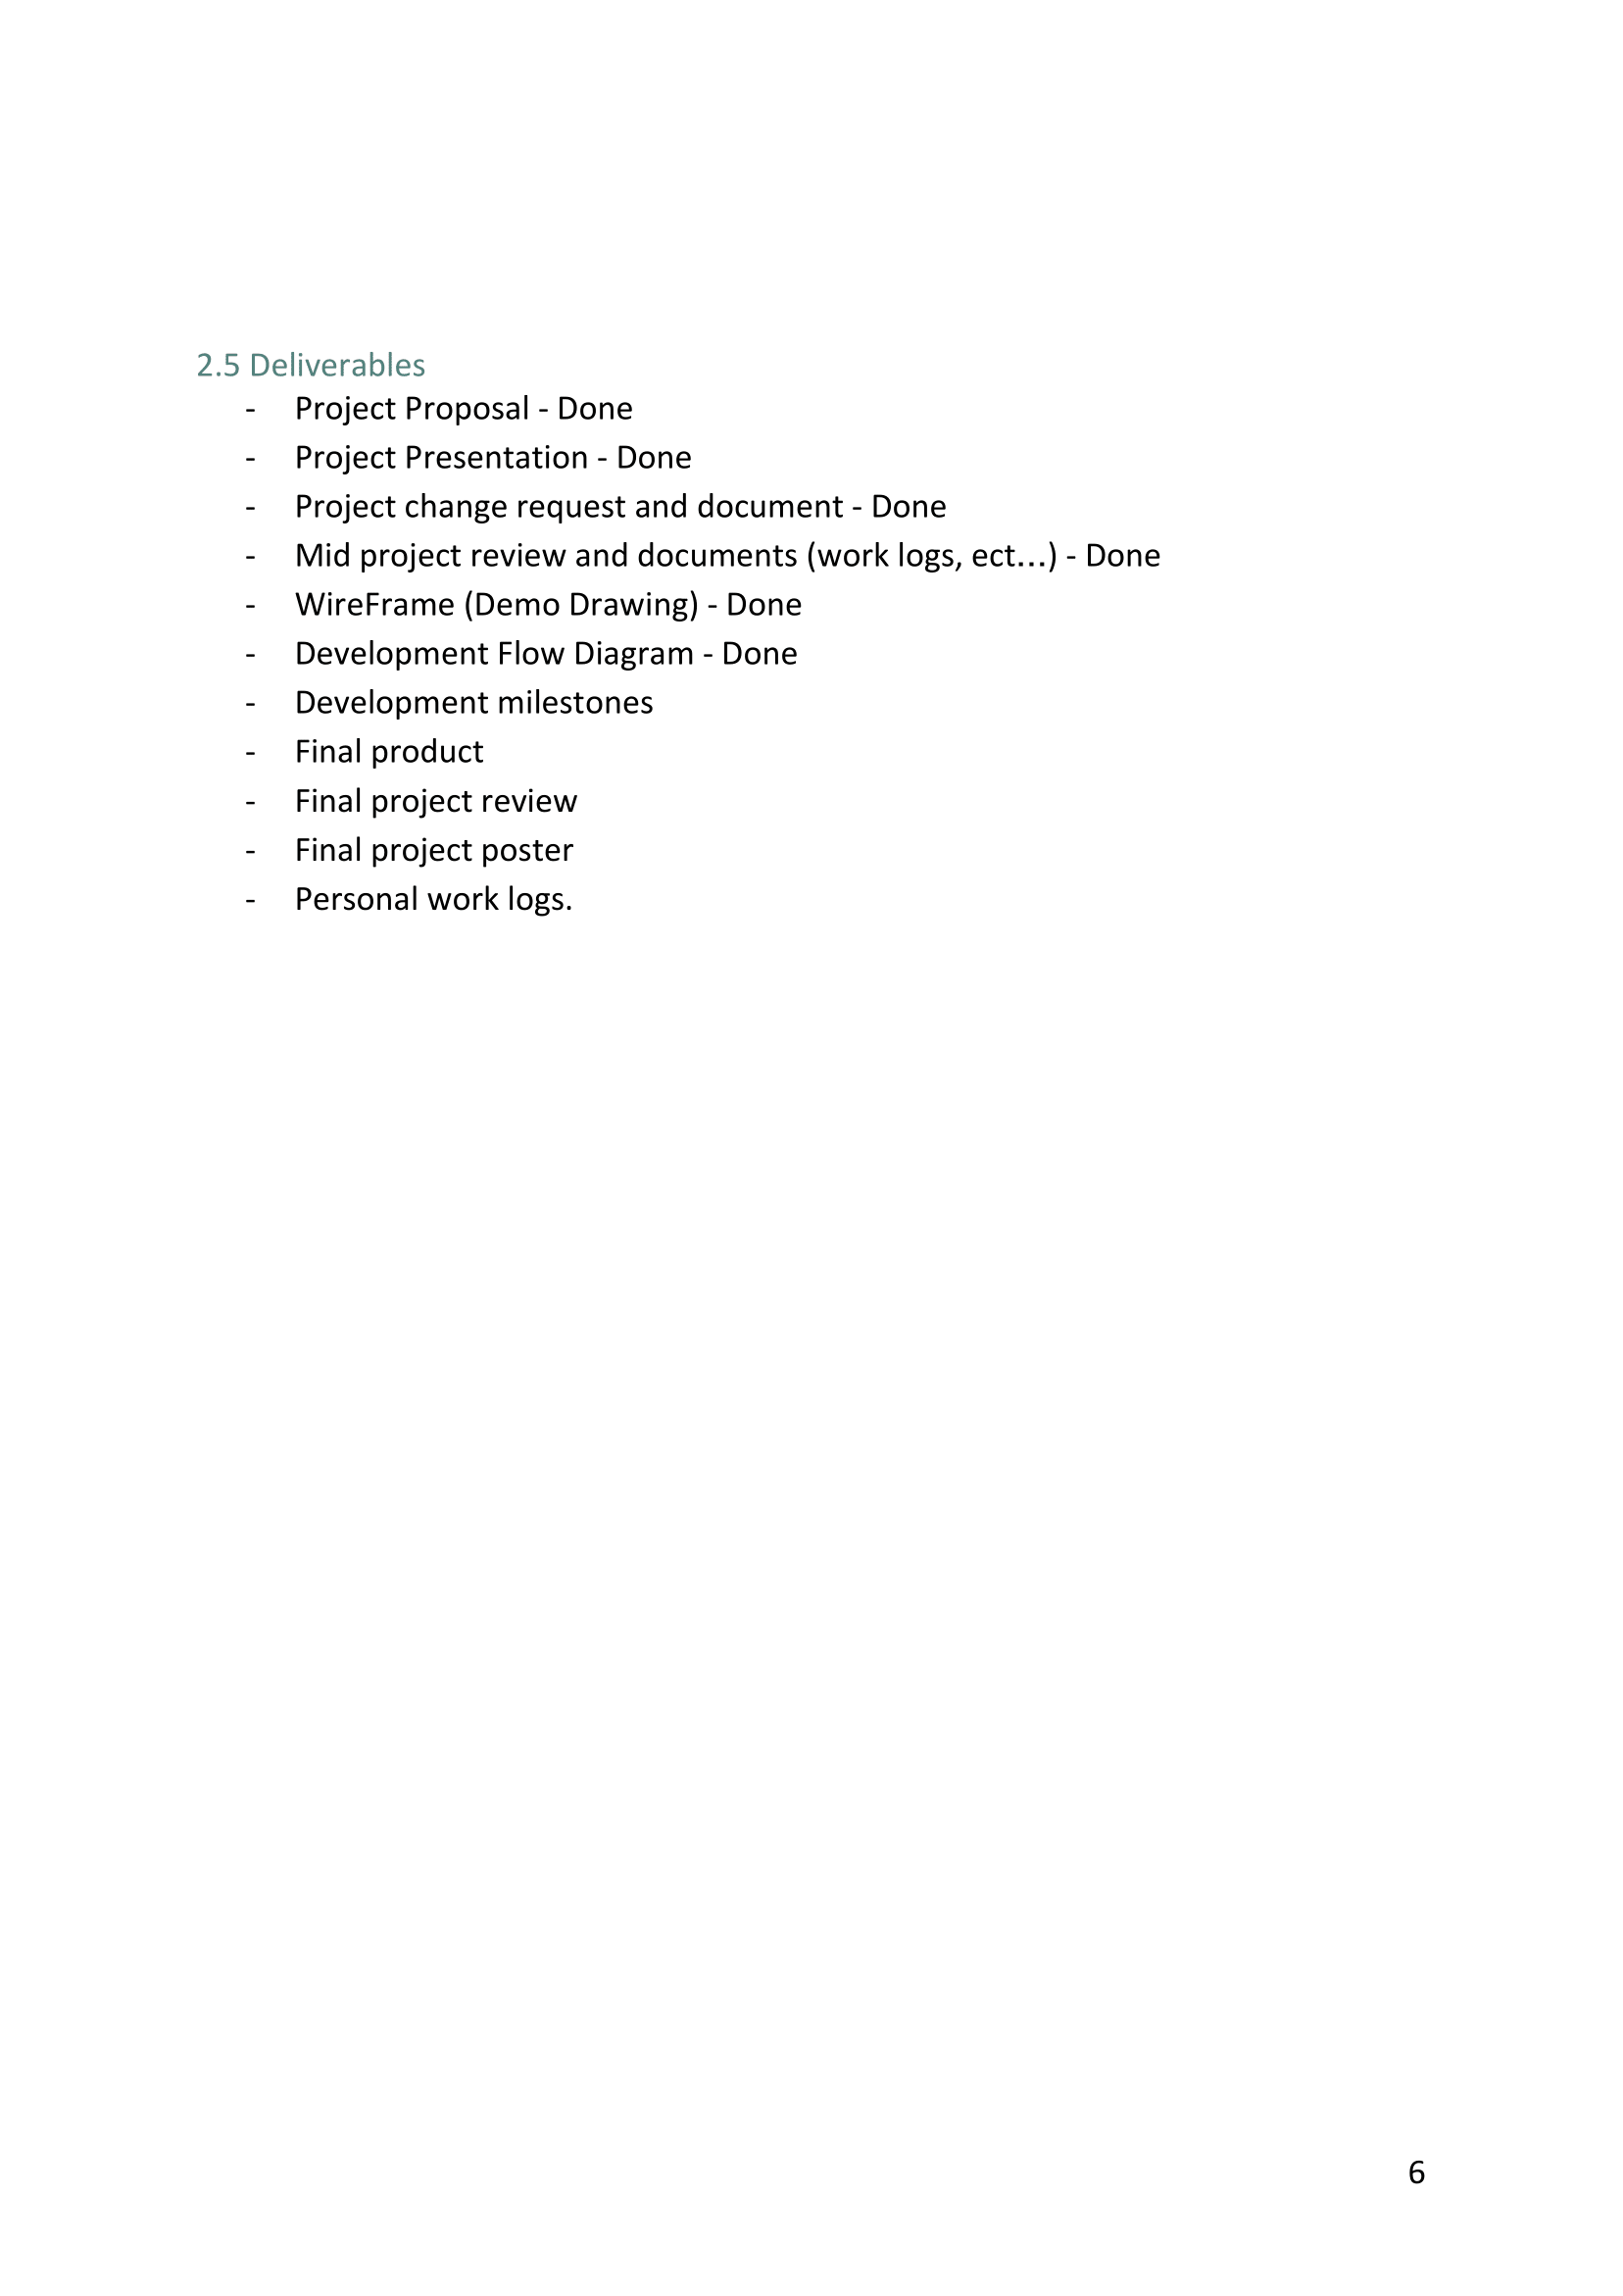 2.5 Deliverables
- Project Proposal - Done
- Project Presentation - Done
- Project change request and document - Done
- Mid project review and documents (work logs, ect...) - Done
- WireFrame (Demo Drawing) - Done
- Development Flow Diagram - Done
- Development milestones
- Final product
- Final project review
- Final project poster
- Personal work logs.
6